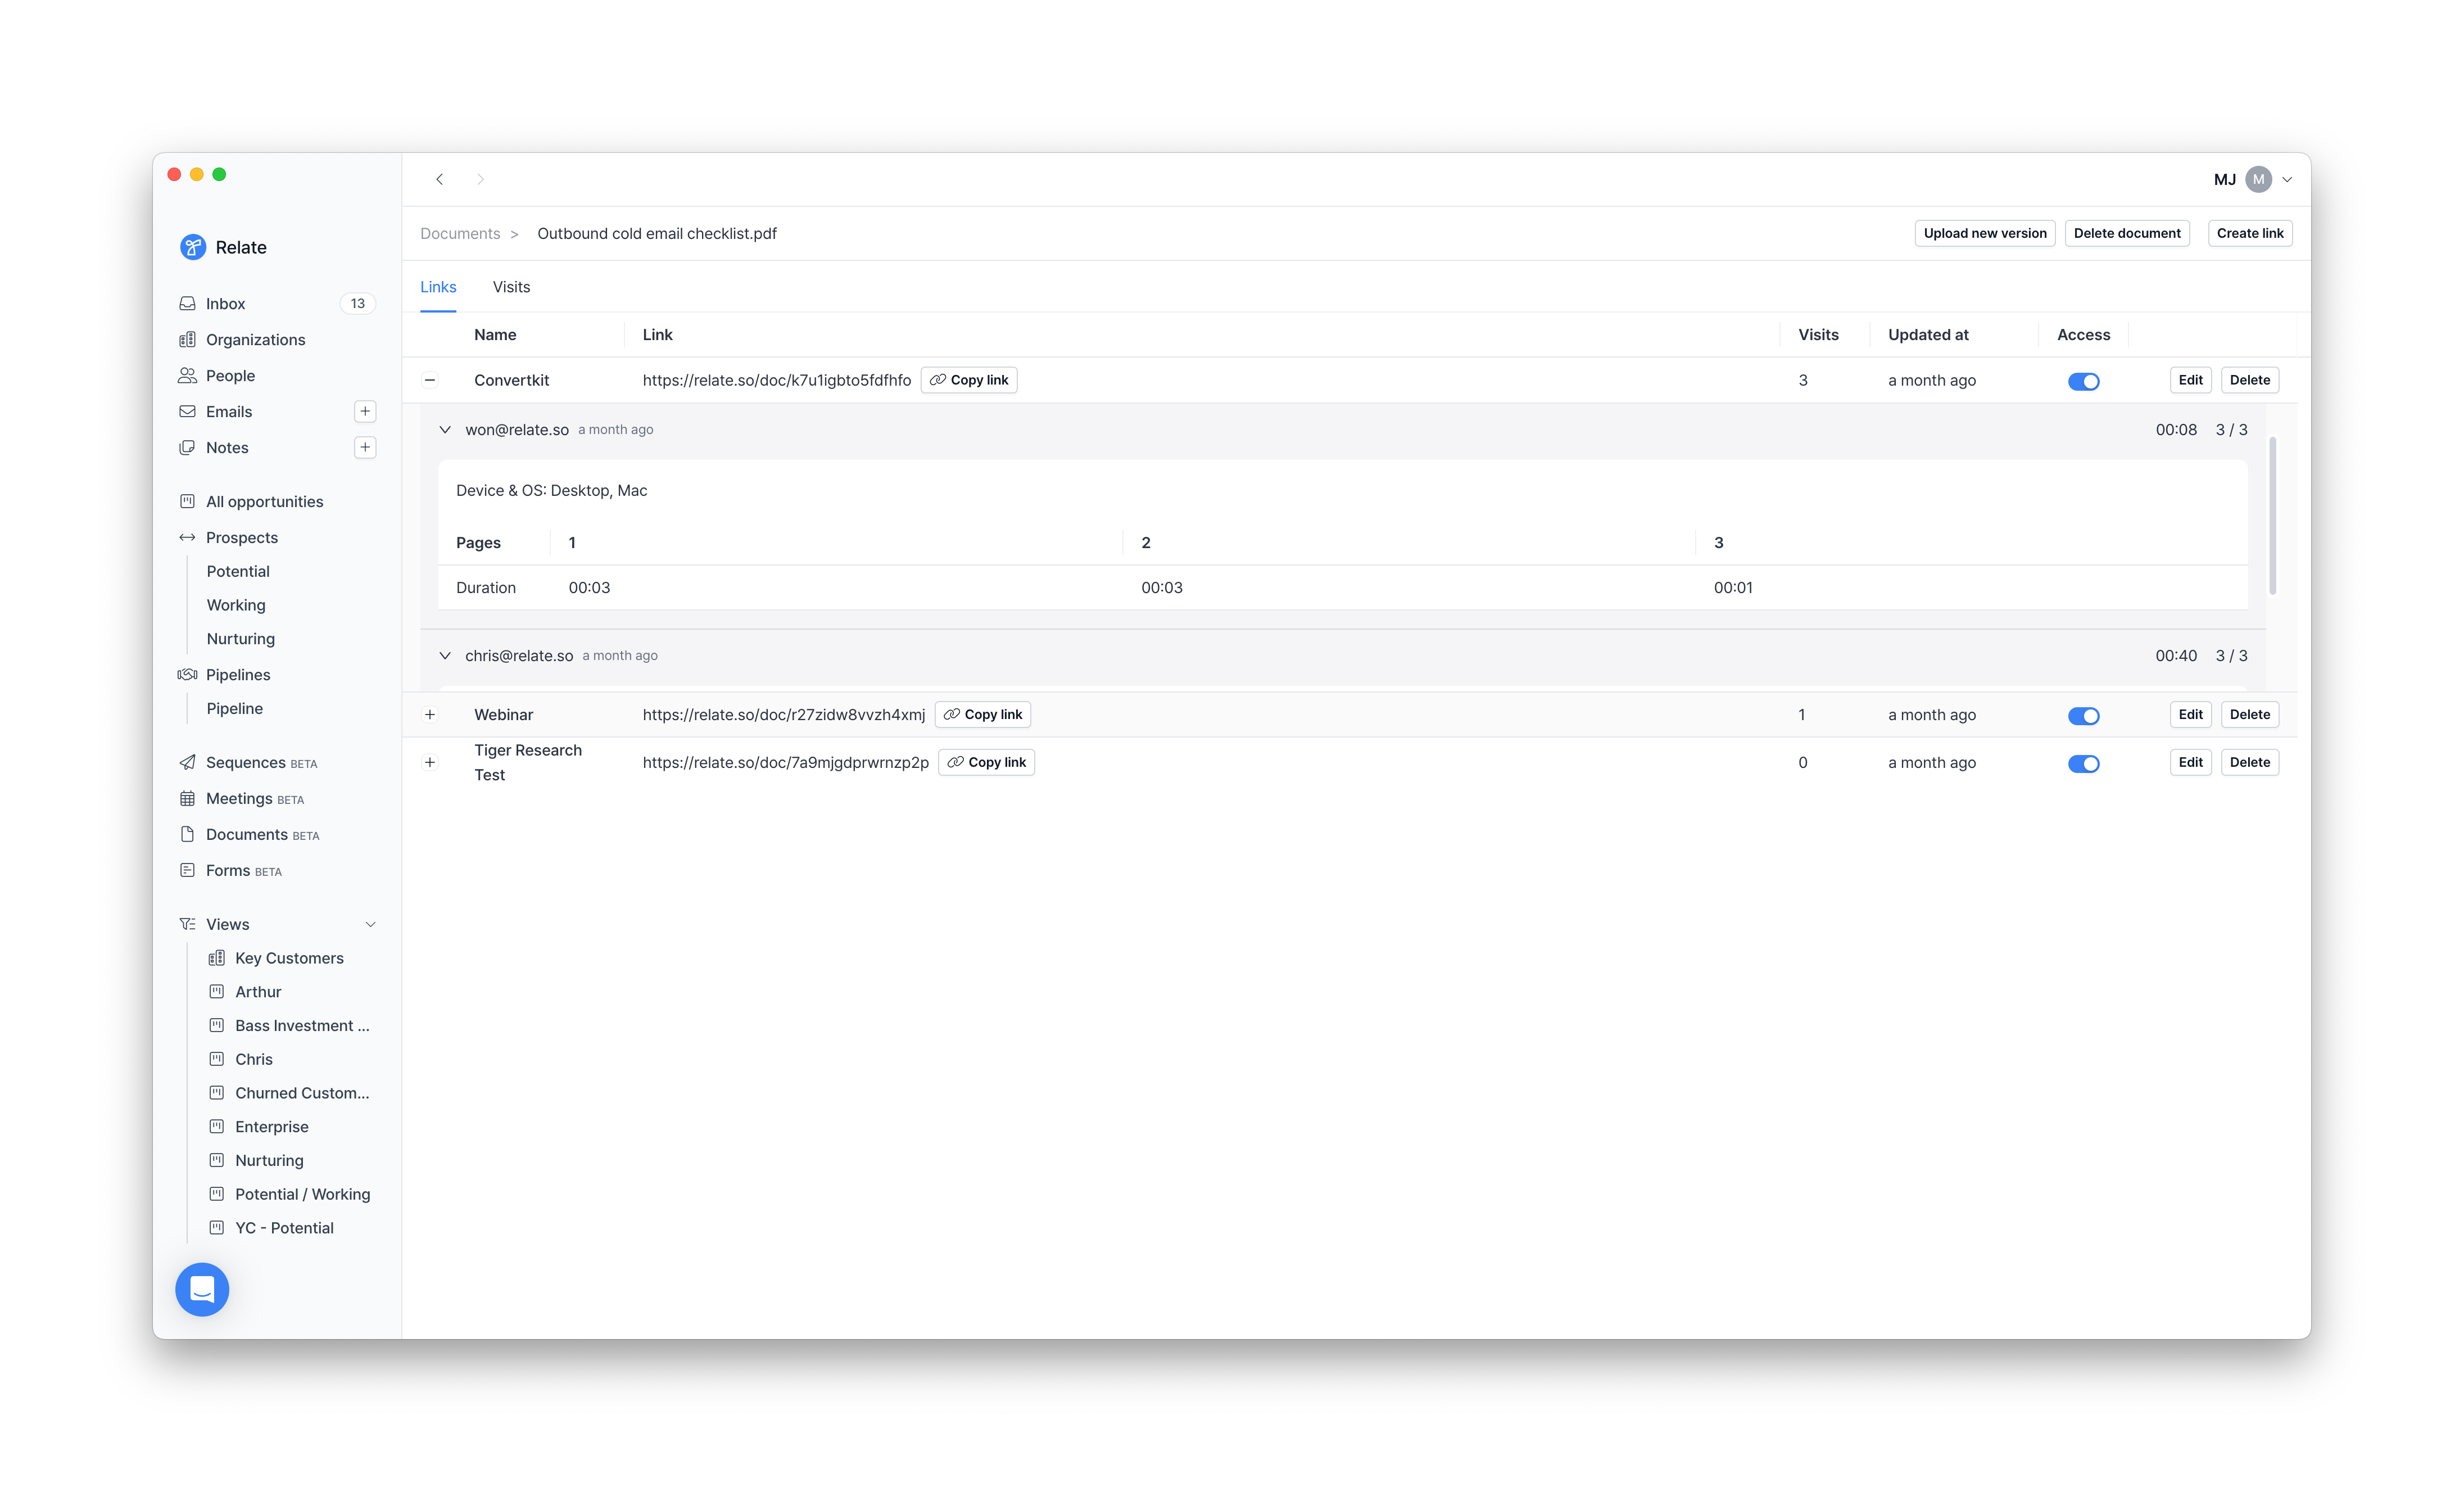 MJ M
Relate
Inbox 13
Organizations
People
Emails
Notes
All opportunities
Prospects
Potential
Working
Nurturing
Pipelines
Pipeline
Sequences BETA
Meetings BETA
Documents BETA
Forms BETA
Views
Key Customers
Arthur
Bass Investment ...
Chris
Churned Custom...
Enterprise
Nurturing
Potential / Working
YC - Potential
Documents > Outbound cold email checklist.pdf Upload new version Delete document Create link
Links Visits
Name Link Visits Updated at Access
Convertkit https://relate.so/doc/k7u1igbto5fdfhfo Copy link 3 a month ago Edit Delete
won@relate.so a month ago 00:08 3 / 3
Device & OS: Desktop, Mac
Pages 1 2 3
Duration 00:03 00:03 00:01
chris@relate.so a month ago 00:40 3 / 3
Webinar https://relate.so/doc/r27zidw8vvzh4xmj Copy link 1 a month ago Edit Delete
Tiger Research
Test https://relate.so/doc/7a9mjgdprwrnzp2p Copy link 0 a month ago Edit Delete